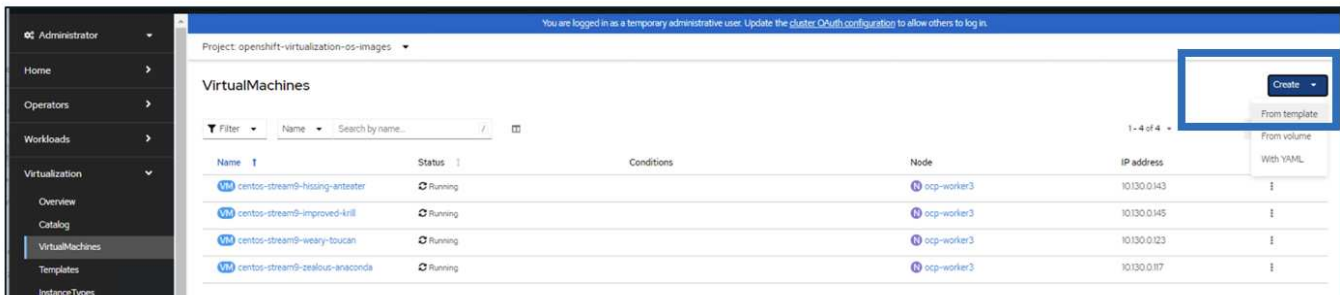 You are logged in as a temporary administrative user. Update the cluster OAuth configuration to allow others to log in.
Administrator
Home
Operators
Workloads
Virtualization
Overview
Catalog
VirtualMachines
Templates
InstanceTypes
Project: openshift-virtualization-os-images
VirtualMachines
Create
From template
From volume
With YAML
Filter Name Search by name... / 1 - 4 of 4
Name Status Conditions Node IP address
VM centos-stream9-hissing-anteater Running N ocp-worker3 10.130.0.143
VM centos-stream9-improved-krill Running N ocp-worker3 10.130.0.145
VM centos-stream9-weary-toucan Running N ocp-worker3 10.130.0.123
VM centos-stream9-zealous-anaconda Running N ocp-worker3 10.130.0.117